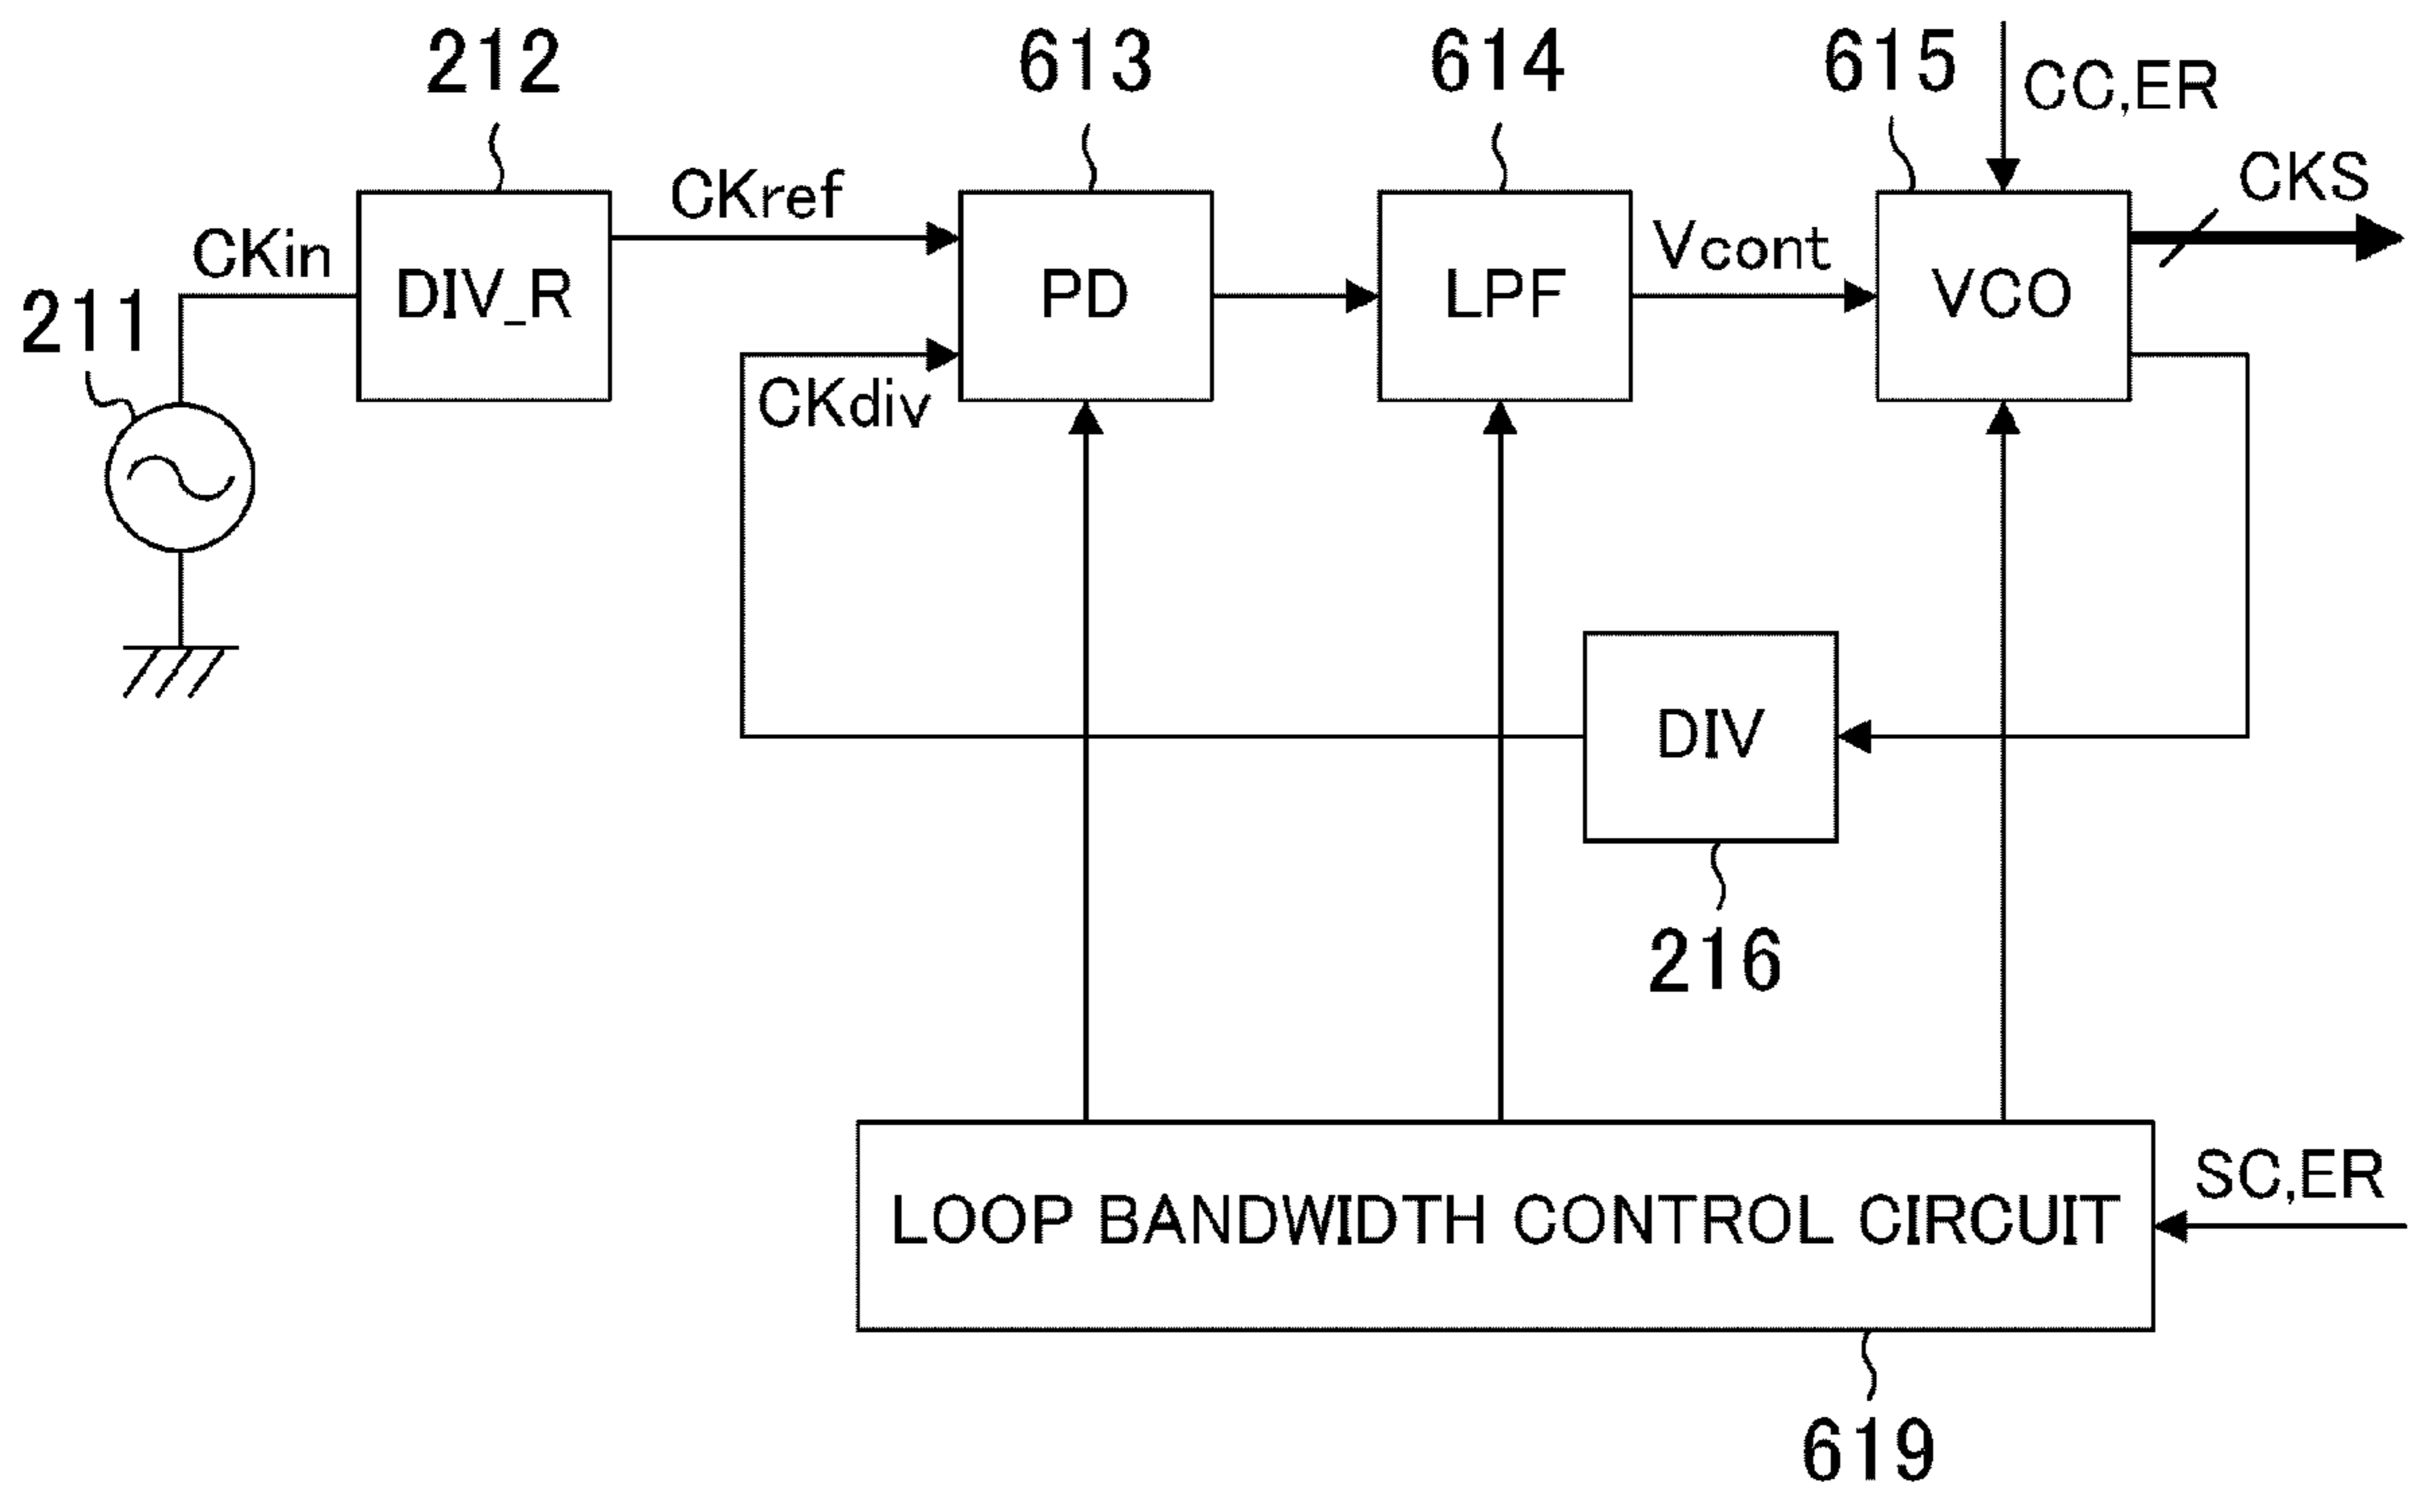 212
613
614
615
CC,ER
CKS
CKref
CKin
Vcont
211
DIV_R
PD
LPF
VCO
CKdiv
DIV
216
SC,ER
LOOP BANDWIDTH CONTROL CIRCUIT
619